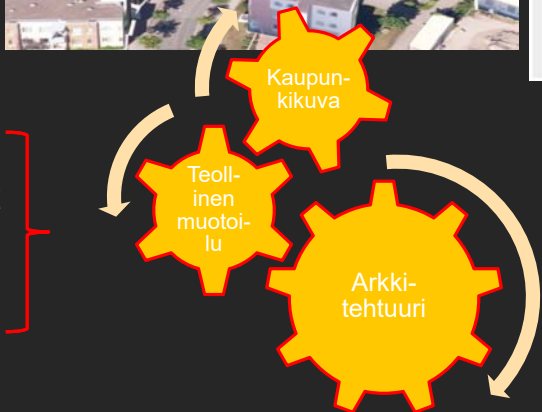 Kaupun-
kikuva
Teoll-
inen
muotoi-
lu
Arkki-
tehtuuri